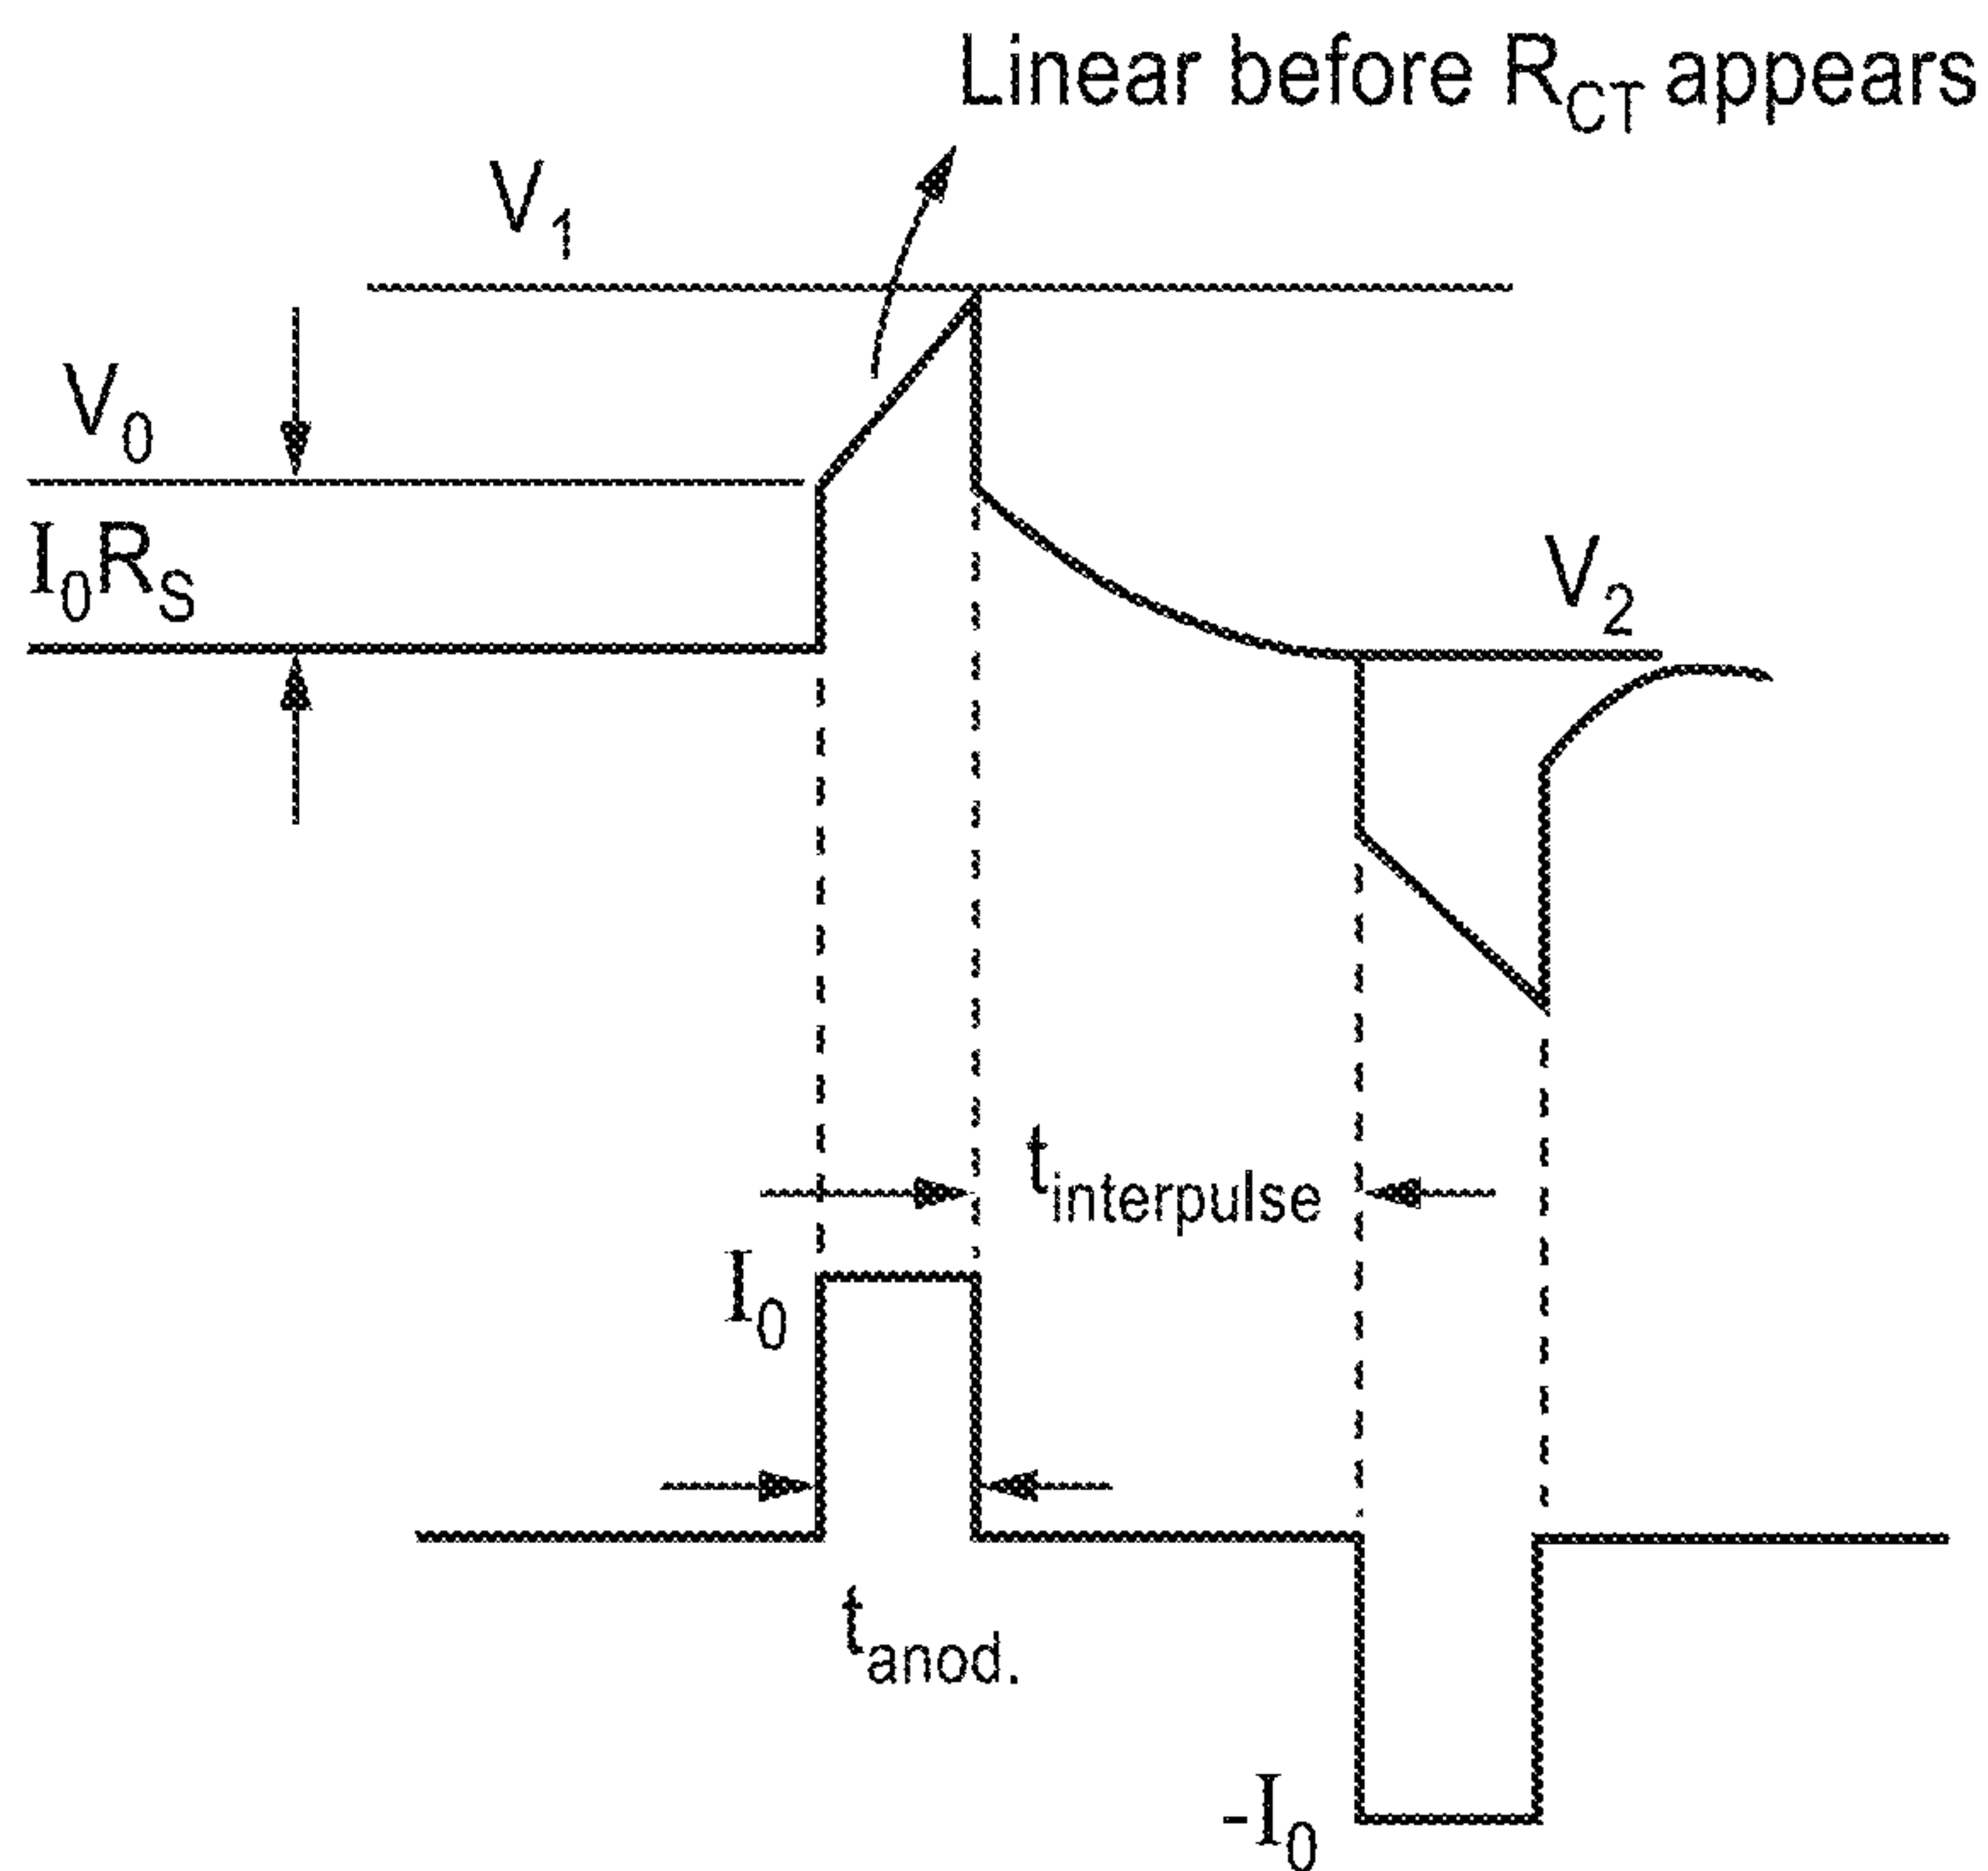 Linear before R_CT appears
V_1
V_0
I_0R_S
V_2
t_interpulse
I_0
t_anod.
-I_0